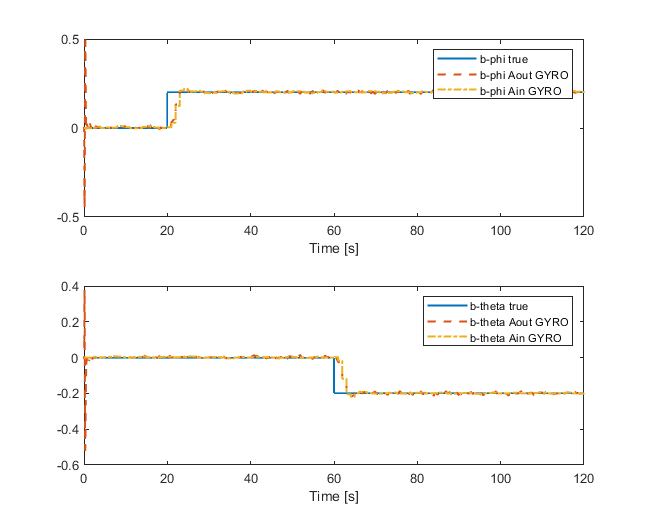 0.5
b-phi true
b-phi Aout GYRO
b-phi Ain GYRO
0
-0.5
0 20 40 60 80 100 120
Time [s]
0.4
b-theta true
b-theta Aout GYRO
b-theta Ain GYRO
0.2
0
-0.2
-0.4
-0.6
0 20 40 60 80 100 120
Time [s]